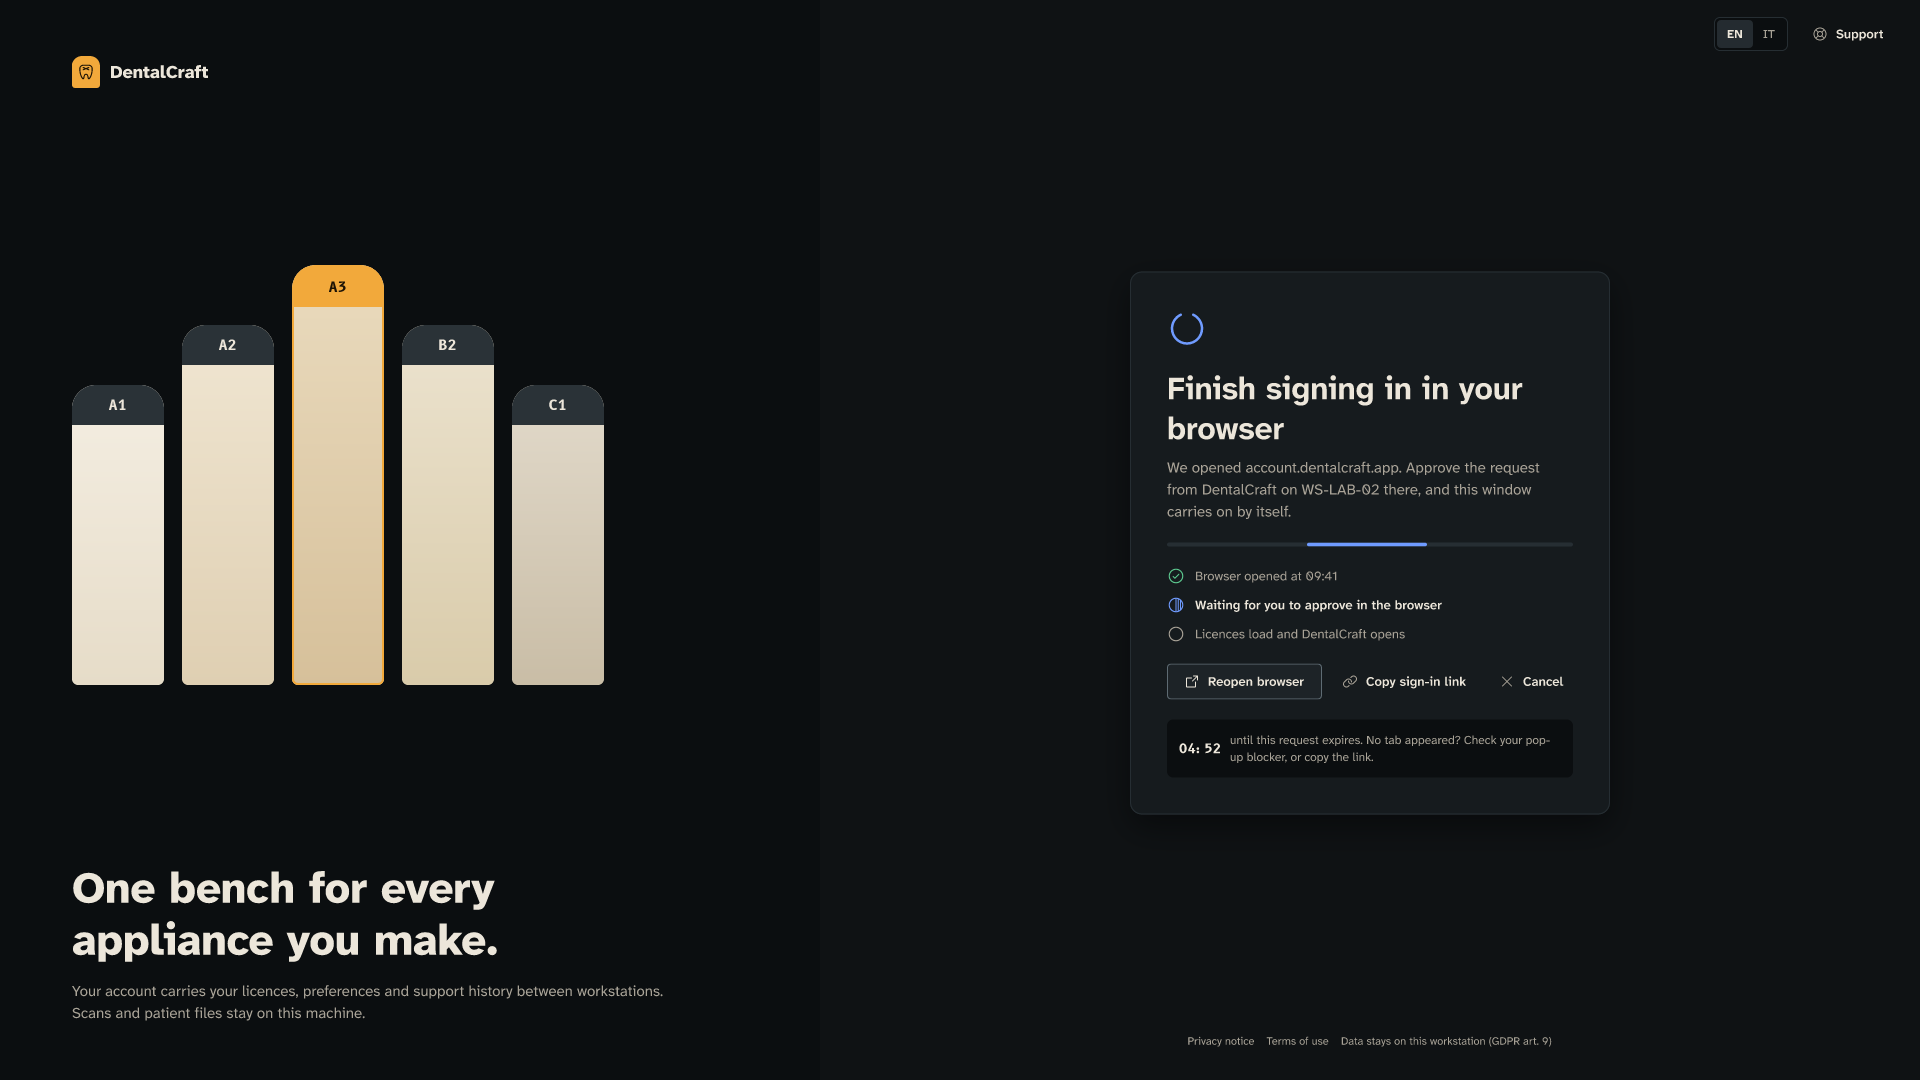 EN IT Support
DentalCraft
A3
A2
B2
A1
C1
Finish signing in in your
browser
We opened account.dentalcraft.app. Approve the request
from DentalCraft on WS-LAB-02 there, and this window
carries on by itself.
Browser opened at 09:41
Waiting for you to approve in the browser
Licences load and DentalCraft opens
Reopen browser Copy sign-in link Cancel
04: 52
until this request expires. No tab appeared? Check your pop-
up blocker, or copy the link.
One bench for every
appliance you make.
Your account carries your licences, preferences and support history between workstations.
Scans and patient files stay on this machine.
Privacy notice Terms of use Data stays on this workstation (GDPR art. 9)